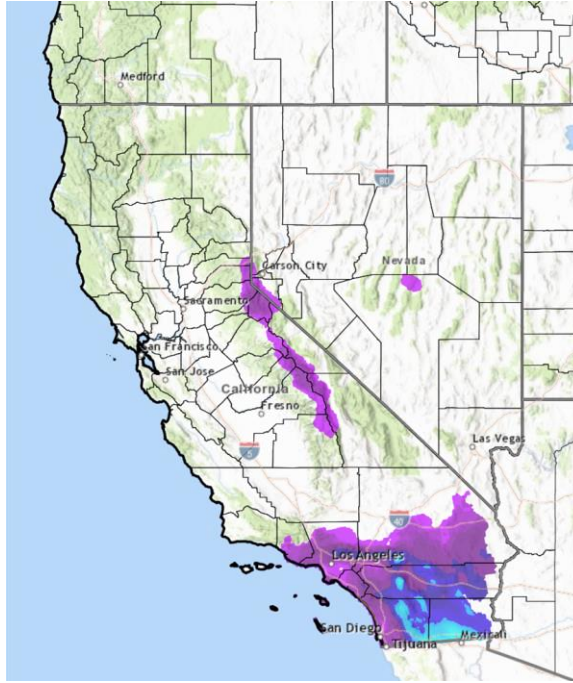 Medford
80
Carson City
Nevada
Sacramento
San Francisco
San Jose
California
Fresno
5
Las Vegas
40
Los Angeles
San Diego
Mexicali
Tijuana